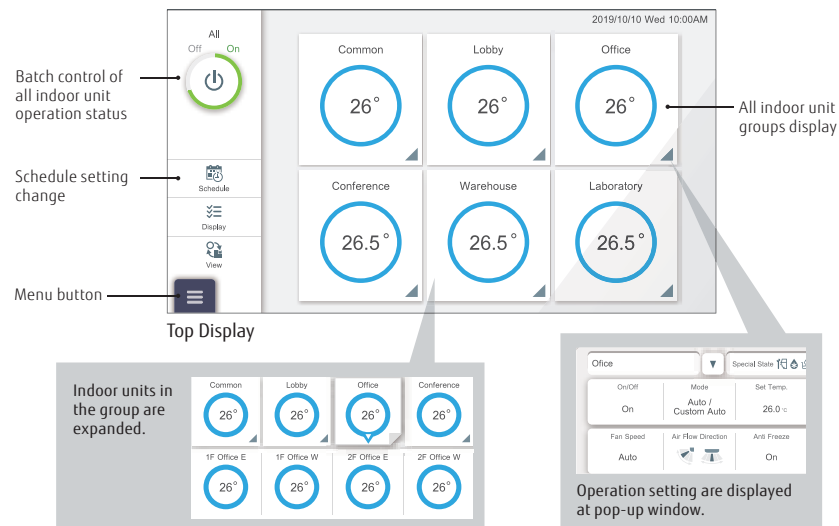 2019/10/10 Wed 10:00AM
All
Off On
Batch control of
all indoor unit
operation status
Schedule setting
change
Schedule
Display
View
Menu button
Common Lobby Office
26° 26° 26°
All indoor unit
groups display
Conference Warehouse Laboratory
26.5° 26.5° 26.5°
Top Display
Indoor units in
the group are
expanded.
Common Lobby Office Conference
26° 26° 26° 26°
1F Office E 1F Office W 2F Office E 2F Office W
26° 26° 26° 26°
Ofice Special State
On/Off Mode Set Temp.
On Auto / Custom Auto 26.0 °c
Fan Speed Air Flow Direction Anti Freeze
Auto On
Operation setting are displayed
at pop-up window.